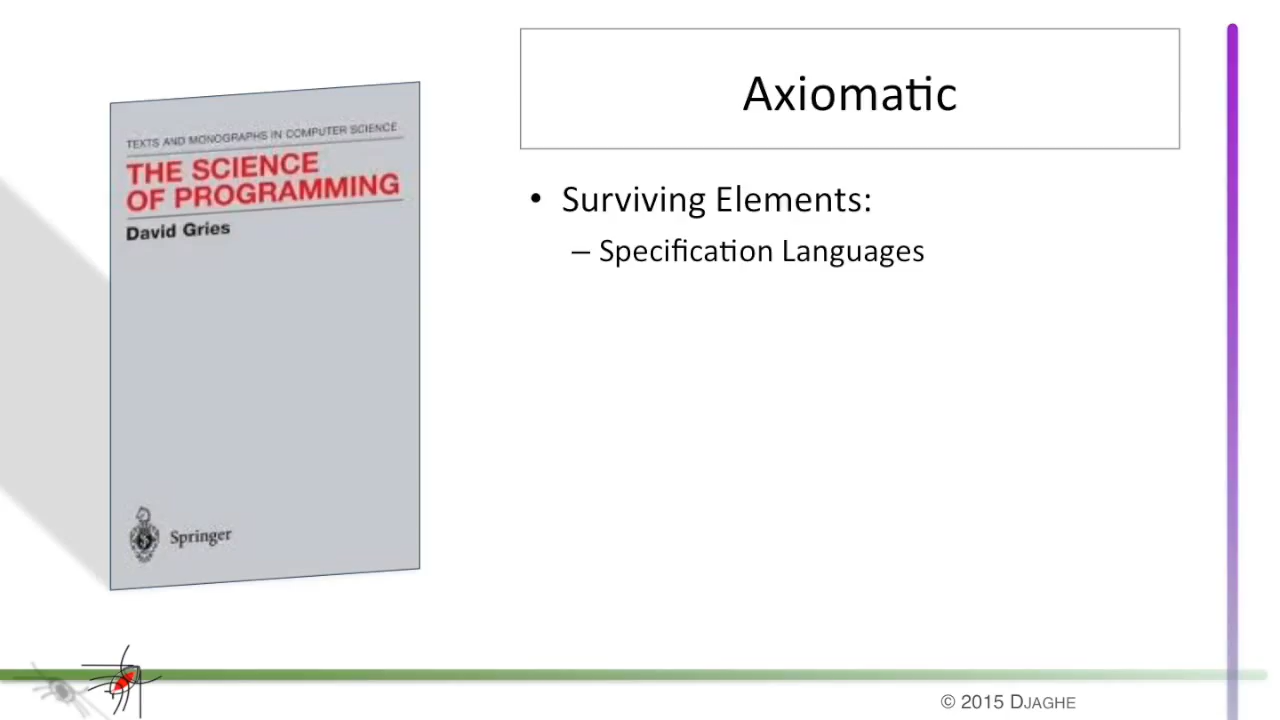 TEXTS AND MONOGRAPHS IN COMPUTER SCIENCE
THE SCIENCE
OF PROGRAMMING
David Gries
Springer
Axiomatic
• Surviving Elements:
– Specification Languages
© 2015 DJAGHE